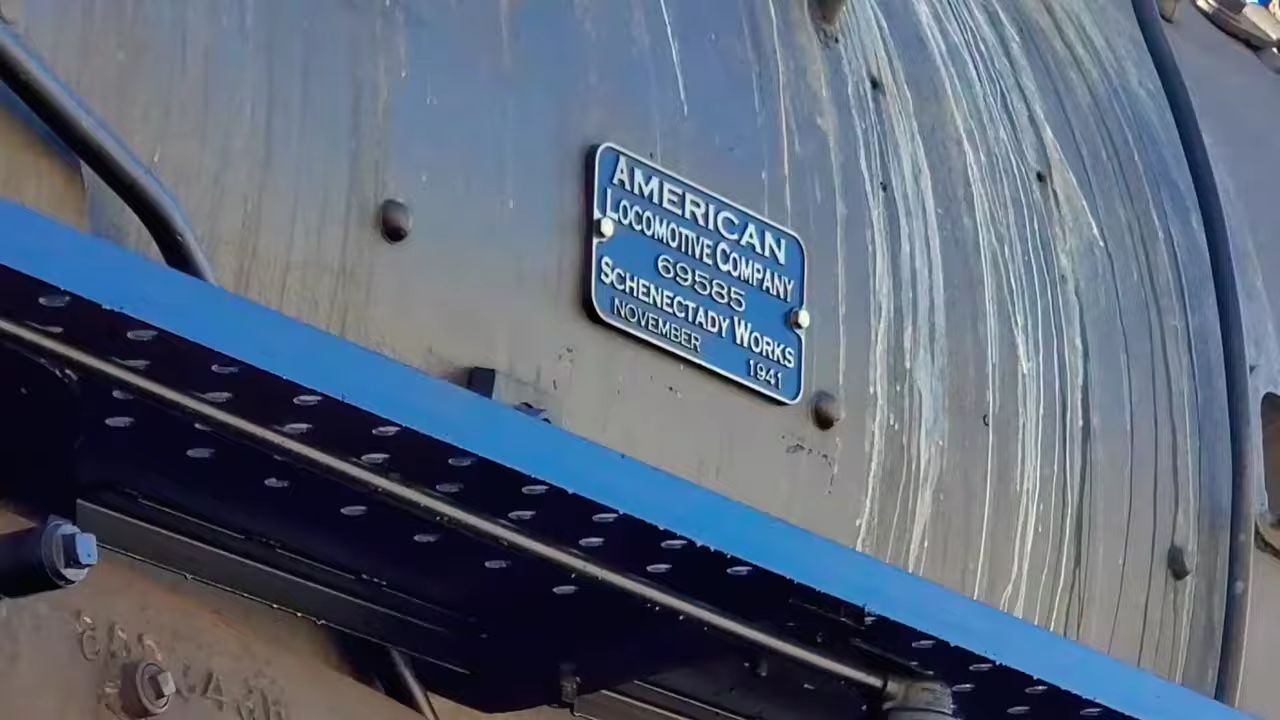 AMERICAN
LOCOMOTIVE COMPANY
69585
SCHENECTADY WORKS
NOVEMBER 1941